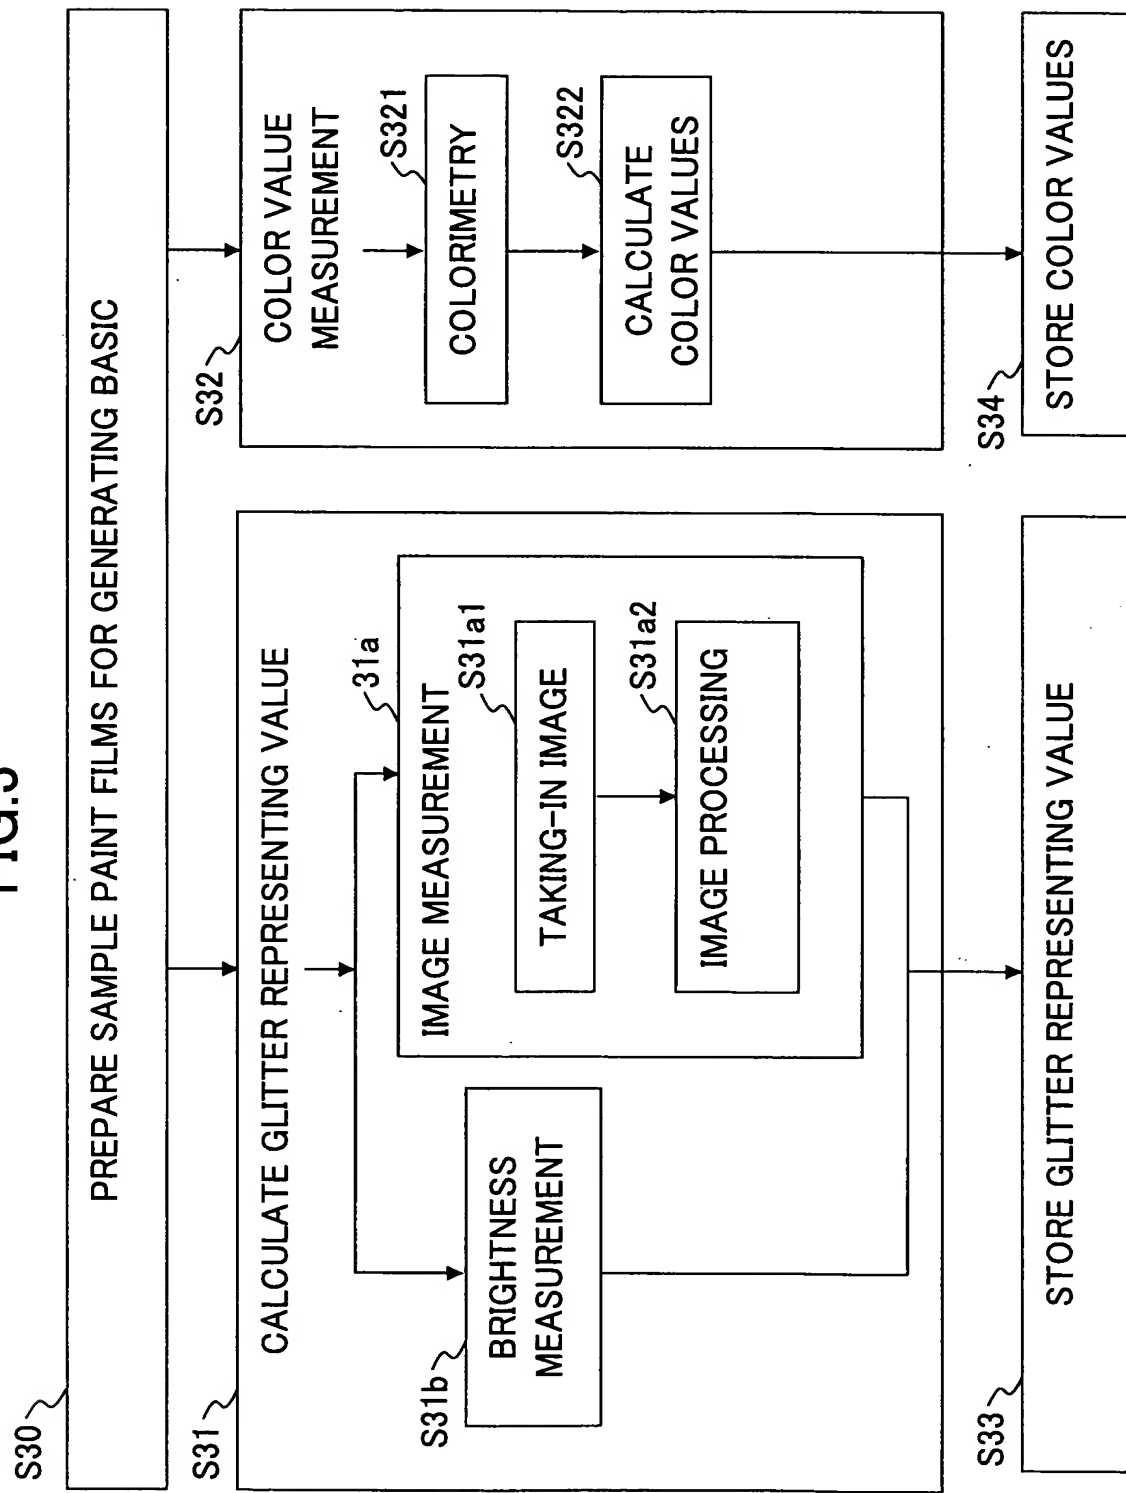 S30
PREPARE SAMPLE PAINT FILMS FOR GENERATING BASIC
S31
CALCULATE GLITTER REPRESENTING VALUE
S31b
BRIGHTNESS
MEASUREMENT
31a
IMAGE MEASUREMENT
S31a1
TAKING-IN IMAGE
S31a2
IMAGE PROCESSING
S32
COLOR VALUE
MEASUREMENT
S321
COLORIMETRY
S322
CALCULATE
COLOR VALUES
S33
STORE GLITTER REPRESENTING VALUE
S34
STORE COLOR VALUES